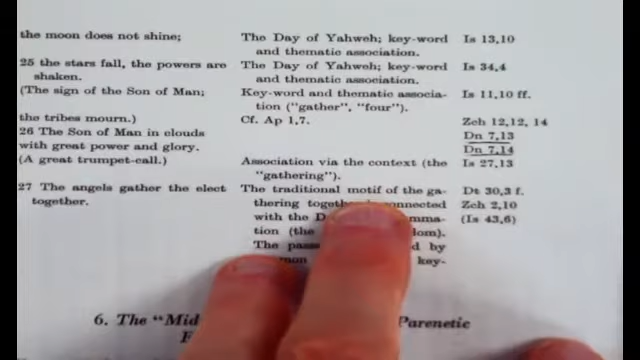 the moon does not shine; The Day of Yahweh; key-word Is 13,10
and thematic association.
25 the stars fall, the powers are The Day of Yahweh; key-word Is 34,4
shaken. and thematic association.
(The sign of the Son of Man; Key-word and thematic associa- Is 11,10 ff.
tion ("gather", "four").
the tribes mourn.) Cf. Ap 1,7. Zch 12,12, 14
26 The Son of Man in clouds Dn 7,13
with great power and glory. Dn 7,14
(A great trumpet-call.) Association via the context (the Is 27,13
"gathering").
27 The angels gather the elect The traditional motif of the ga- Dt 30,3 f.
together. thering Zch 2,10
with the (Is 43,6)
tion (the
The by
key-
6. The "Mid Parenetic